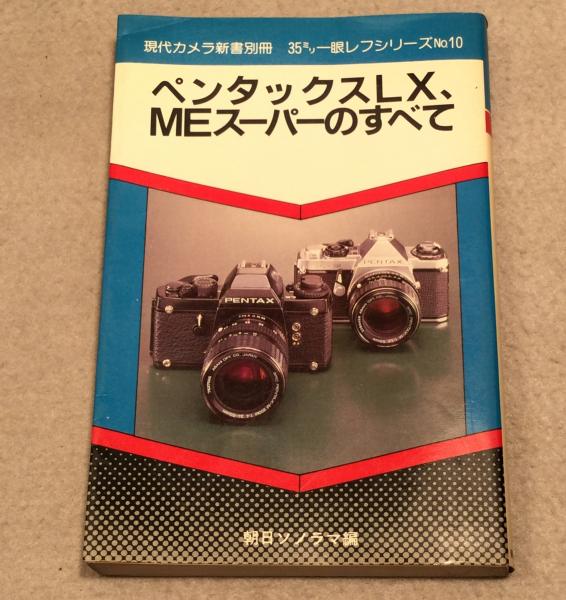 現代カメラ新書別冊 35㍉一眼レフシリーズNo.10
ペンタックスLX、
MEスーパーのすべて
PENTAX
PENTAX
朝日ソノラマ編